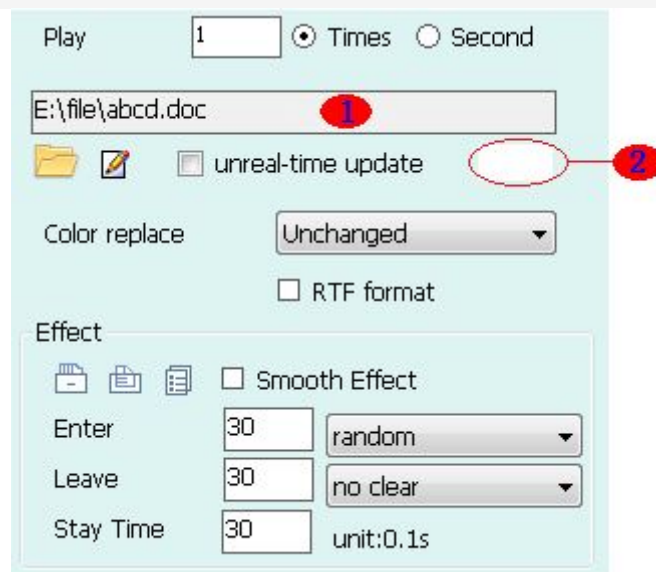 Play 1 Times Second
E:\file\abcd.doc 1
unreal-time update 2
Color replace Unchanged
RTF format
Effect
Smooth Effect
Enter 30 random
Leave 30 no clear
Stay Time 30 unit:0.1s